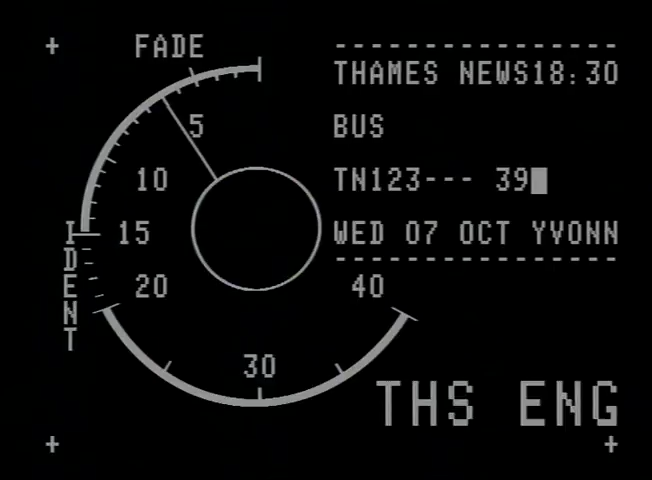 FADE
----------------
THAMES NEWS18:30
BUS
TN123--- 39
WED 07 OCT YVONN
----------------
5
10
15
20
30
40
IDENT
THS ENG